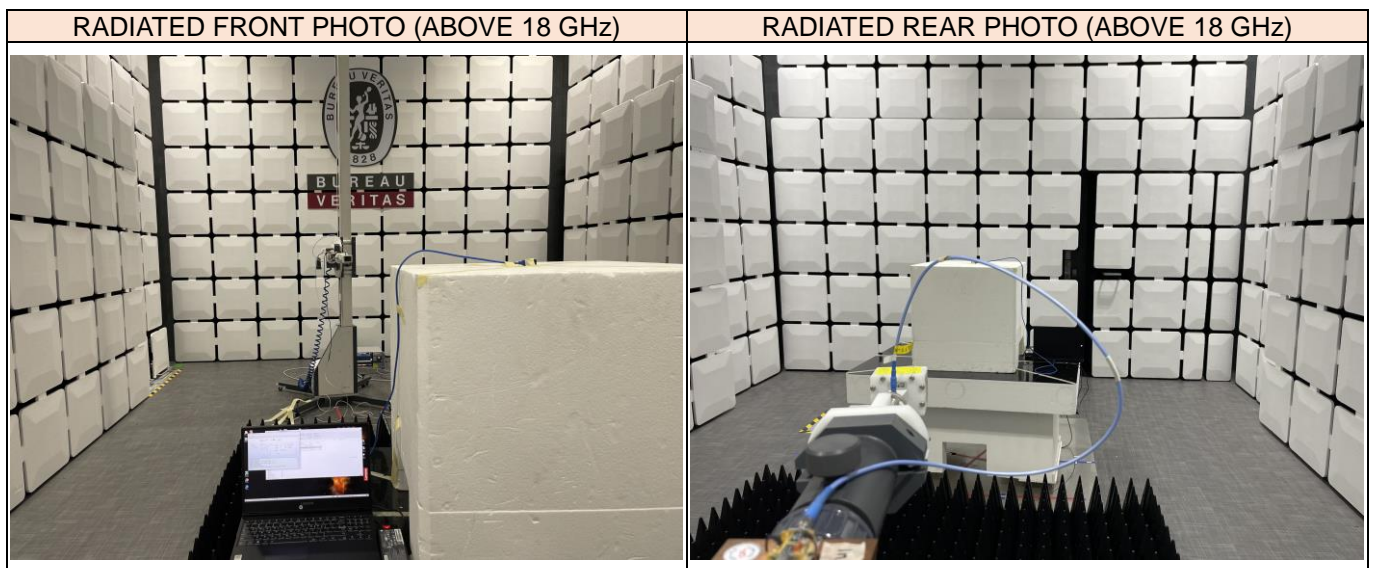 RADIATED FRONT PHOTO (ABOVE 18 GHz)
RADIATED REAR PHOTO (ABOVE 18 GHz)
BUREAU VERITAS
1828
BUREAU
VERITAS